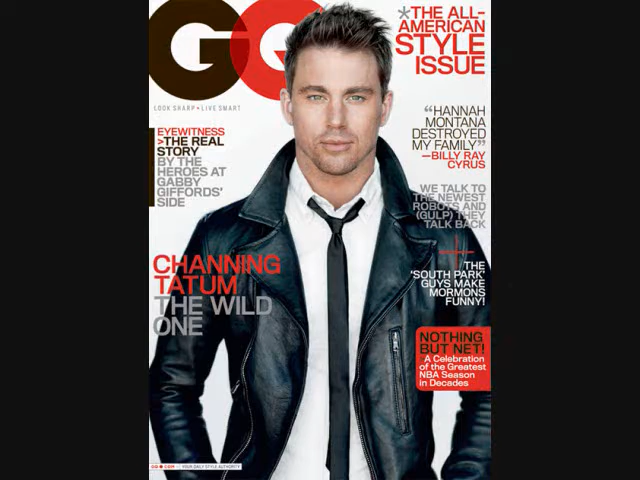 GQ
LOOK SHARP + LIVE SMART
*THE ALL-
AMERICAN
STYLE
ISSUE
EYEWITNESS
>THE REAL
STORY
BY THE
HEROES AT
GABBY
GIFFORDS'
SIDE
“HANNAH
MONTANA
DESTROYED
MY FAMILY”
—BILLY RAY
CYRUS
WE TALK TO
THE NEWEST
ROBOTS AND
(GULP) THEY
TALK BACK
CHANNING
TATUM
THE WILD
ONE
THE
'SOUTH PARK'
GUYS MAKE
MORMONS
FUNNY!
NOTHING
BUT NET!
A Celebration
of the Greatest
NBA Season
in Decades
GQ.COM YOUR DAILY STYLE AUTHORITY